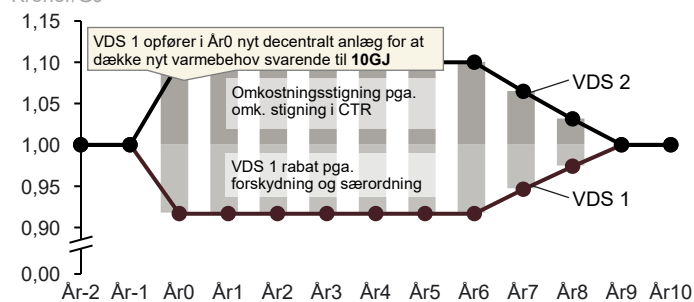 Kroner/GJ
1,15
VDS 1 opfører i År0 nyt decentralt anlæg for at
dække nyt varmebehov svarende til 10GJ
1,10
Omkostningsstigning pga.
omk. stigning i CTR
VDS 2
1,05
1,00
VDS 1 rabat pga.
forskydning og særordning
0,95
VDS 1
0,90
0,00
År-2 År-1 År0 År1 År2 År3 År4 År5 År6 År7 År8 År9 År10